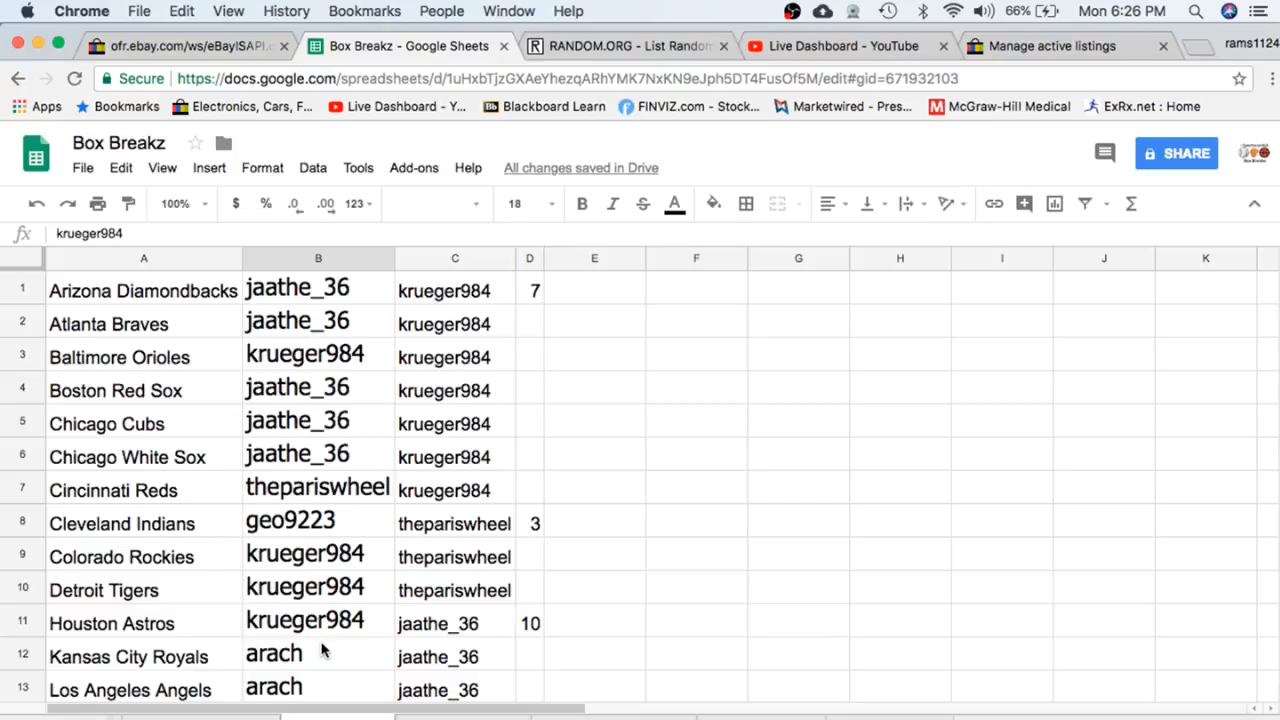 Chrome File Edit View History Bookmarks People Window Help 66% Mon 6:26 PM
ofr.ebay.com/ws/eBayISAPI.c Box Breakz - Google Sheets RANDOM.ORG - List Random Live Dashboard - YouTube Manage active listings rams1124
Secure https://docs.google.com/spreadsheets/d/1uHxbTjzGXAeYhezqARhYMK7NxKN9eJph5DT4FusOf5M/edit#gid=671932103
Apps Bookmarks Electronics, Cars, F... Live Dashboard - Y... Blackboard Learn FINVIZ.com - Stock... Marketwired - Pres... McGraw-Hill Medical ExRx.net : Home
Box Breakz
SHARE
File Edit View Insert Format Data Tools Add-ons Help All changes saved in Drive
100% $ % .0 .00 123 18 B I S A
fx krueger984
A B C D E F G H I J K
1 Arizona Diamondbacks jaathe_36 krueger984 7
2 Atlanta Braves jaathe_36 krueger984
3 Baltimore Orioles krueger984 krueger984
4 Boston Red Sox jaathe_36 krueger984
5 Chicago Cubs jaathe_36 krueger984
6 Chicago White Sox jaathe_36 krueger984
7 Cincinnati Reds thepariswheel krueger984
8 Cleveland Indians geo9223 thepariswheel 3
9 Colorado Rockies krueger984 thepariswheel
10 Detroit Tigers krueger984 thepariswheel
11 Houston Astros krueger984 jaathe_36 10
12 Kansas City Royals arach jaathe_36
13 Los Angeles Angels arach jaathe_36